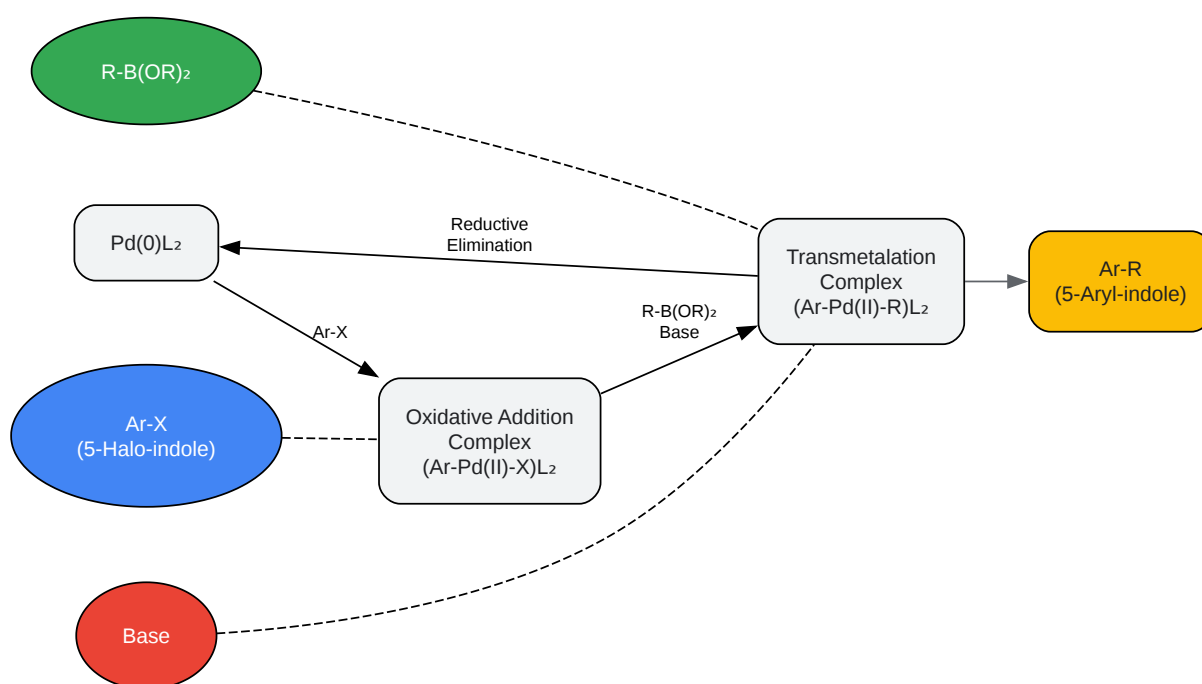 R-B(OR)₂
Pd(0)L₂
Reductive
Elimination
Transmetalation
Complex
(Ar-Pd(II)-R)L₂
Ar-R
(5-Aryl-indole)
R-B(OR)₂
Base
Ar-X
Ar-X
(5-Halo-indole)
Oxidative Addition
Complex
(Ar-Pd(II)-X)L₂
Base